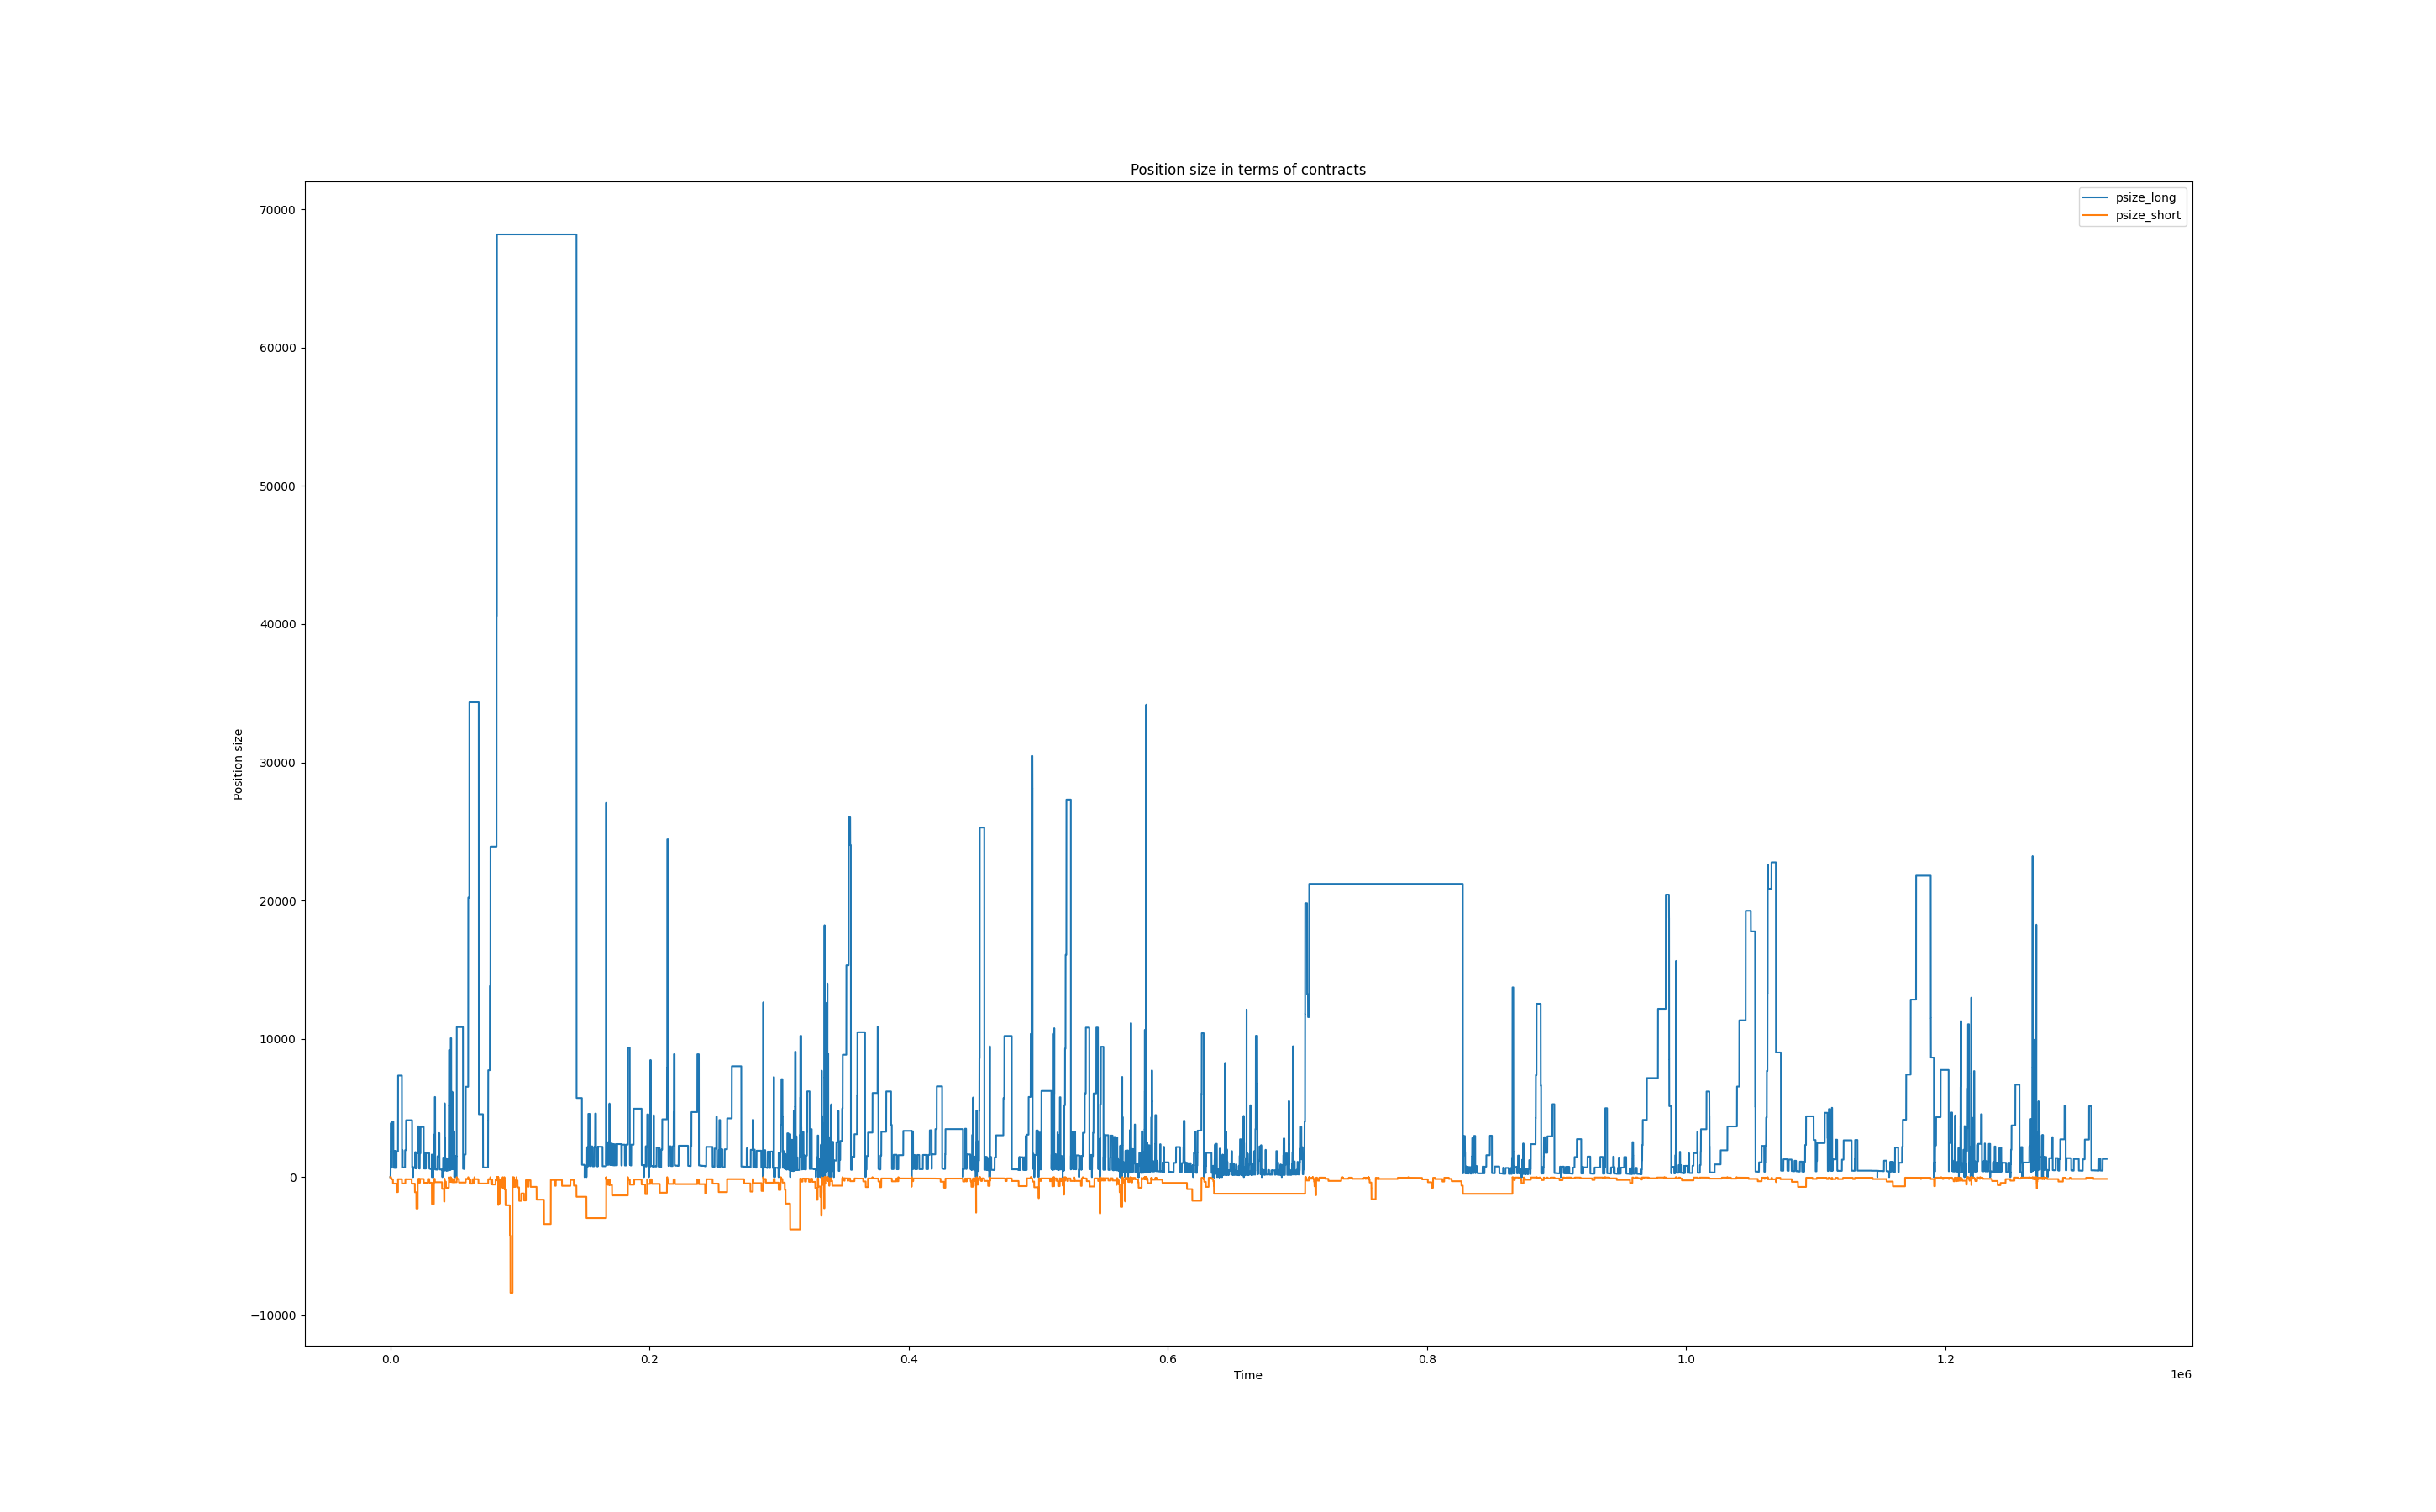 Position size in terms of contracts
psize_long
psize_short
70000
60000
50000
40000
30000
20000
10000
0
−10000
Position size
0.0 0.2 0.4 0.6 0.8 1.0 1.2
1e6
Time